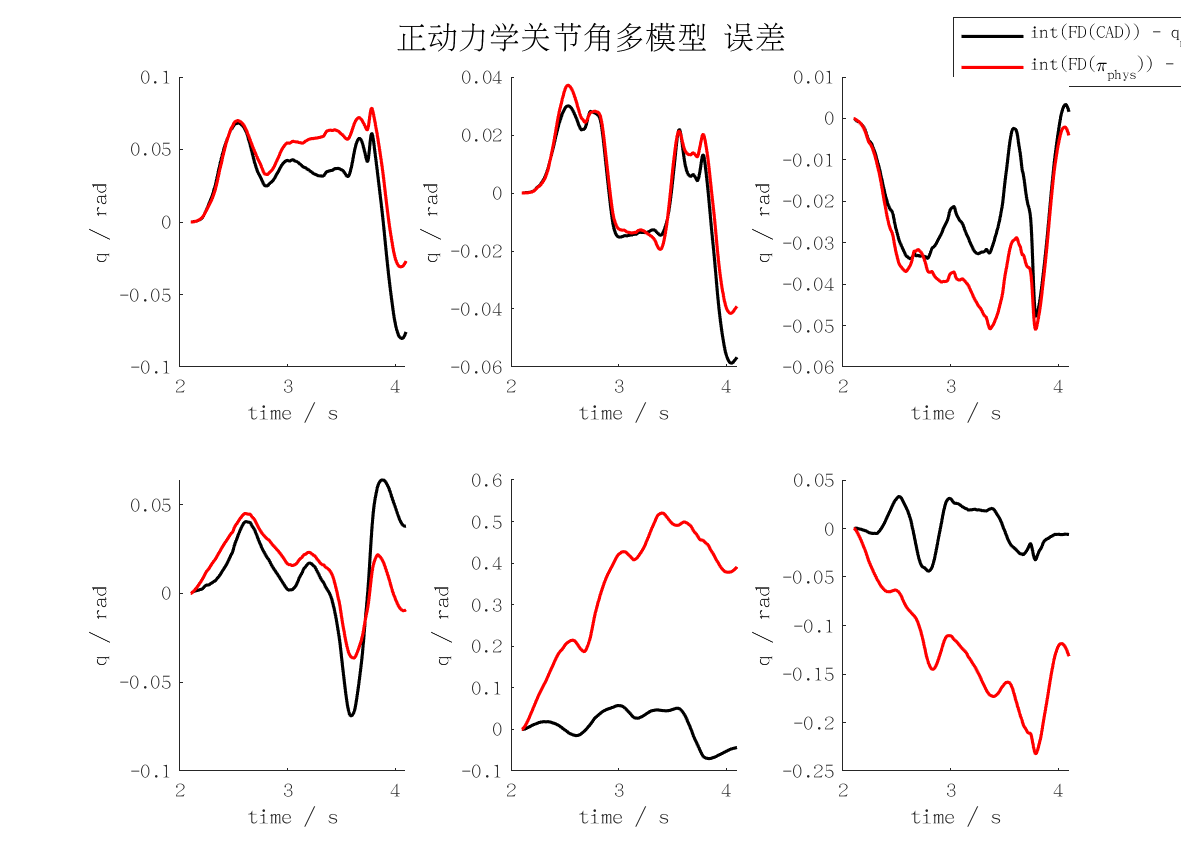 正动力学关节角多模型 误差
int(FD(CAD)) - q
int(FD(π_phys)) -
0.1
0.05
0
-0.05
-0.1
2 3 4
q / rad
time / s
0.04
0.02
0
-0.02
-0.04
-0.06
2 3 4
q / rad
time / s
0.01
0
-0.01
-0.02
-0.03
-0.04
-0.05
-0.06
2 3 4
q / rad
time / s
0.05
0
-0.05
-0.1
2 3 4
q / rad
time / s
0.6
0.5
0.4
0.3
0.2
0.1
0
-0.1
2 3 4
q / rad
time / s
0.05
0
-0.05
-0.1
-0.15
-0.2
-0.25
2 3 4
q / rad
time / s